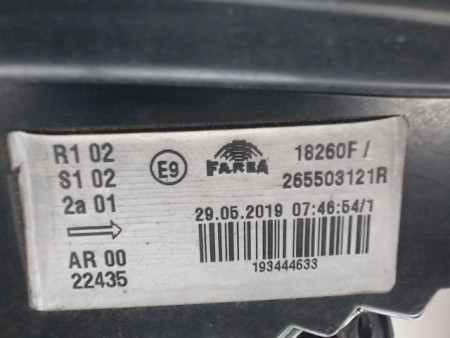 R1 02
S1 02
2a 01
AR 00
22435
E9
FARBA
18260F /
265503121R
29.05.2019 07:46:54/1
193444633